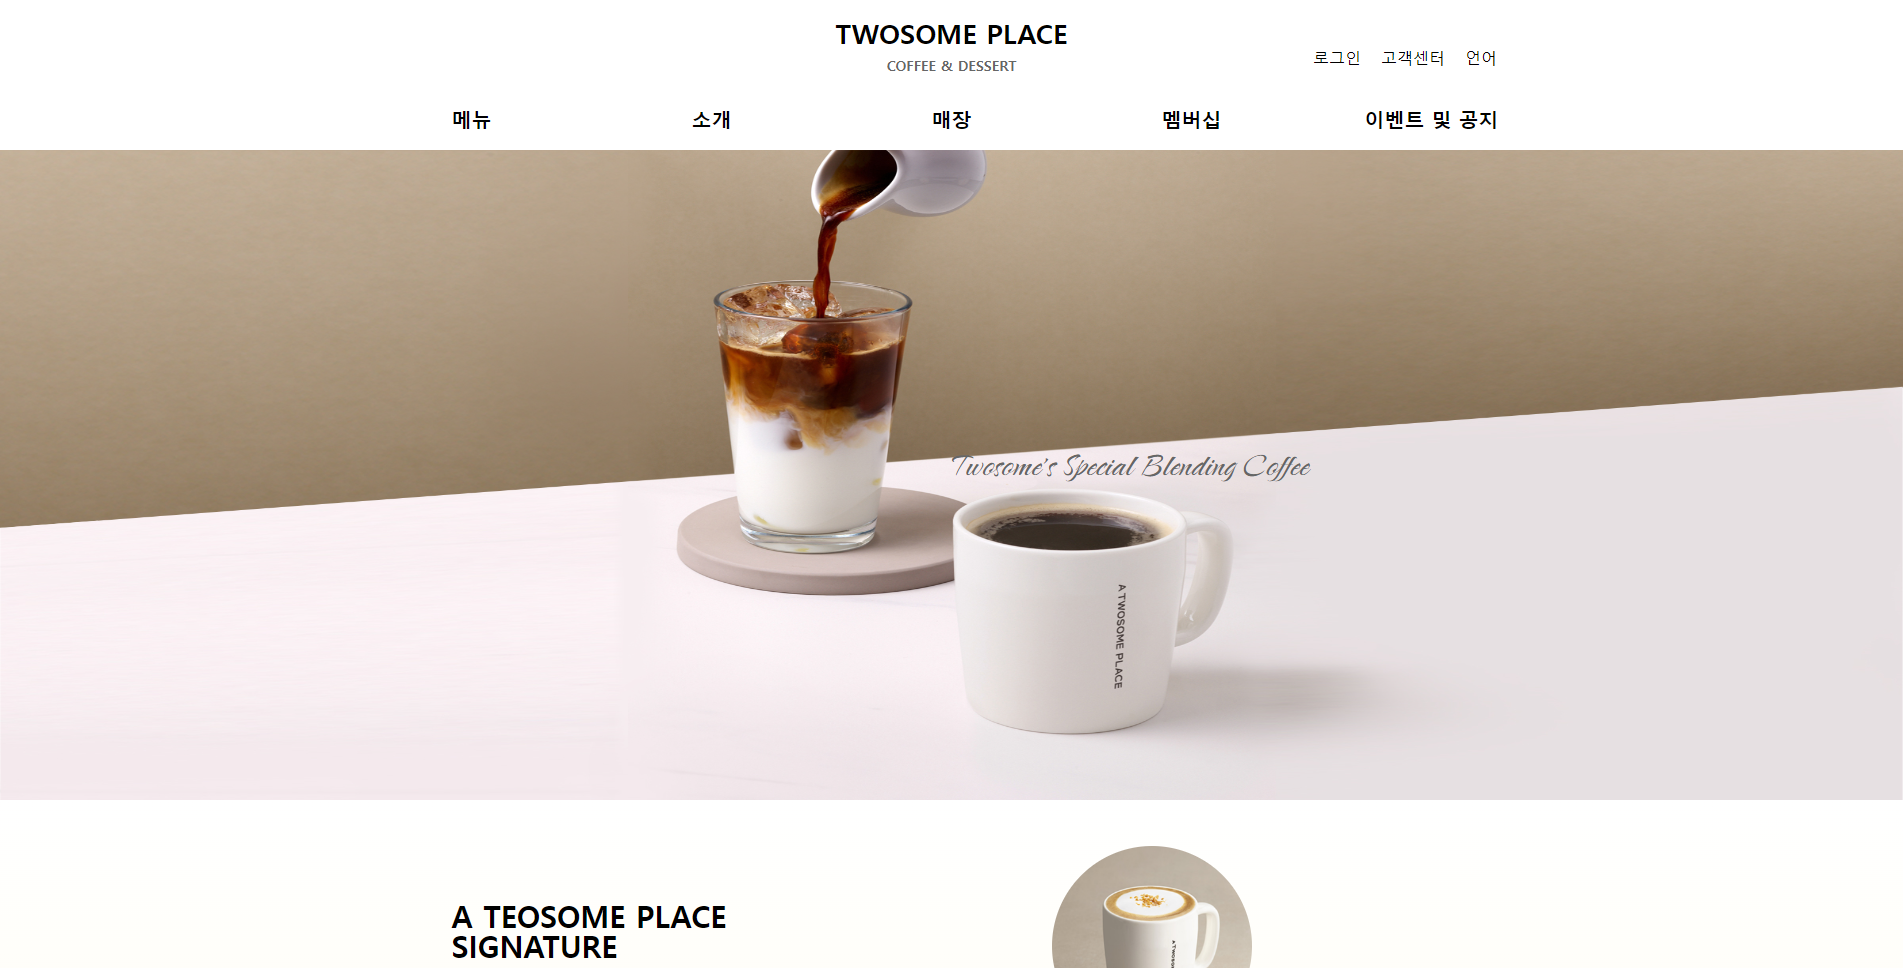 TWOSOME PLACE
COFFEE & DESSERT
로그인 고객센터 언어
메뉴 소개 매장 멤버십 이벤트 및 공지
Twosome's Special Blending Coffee
A TWOSOME PLACE
A TEOSOME PLACE
SIGNATURE